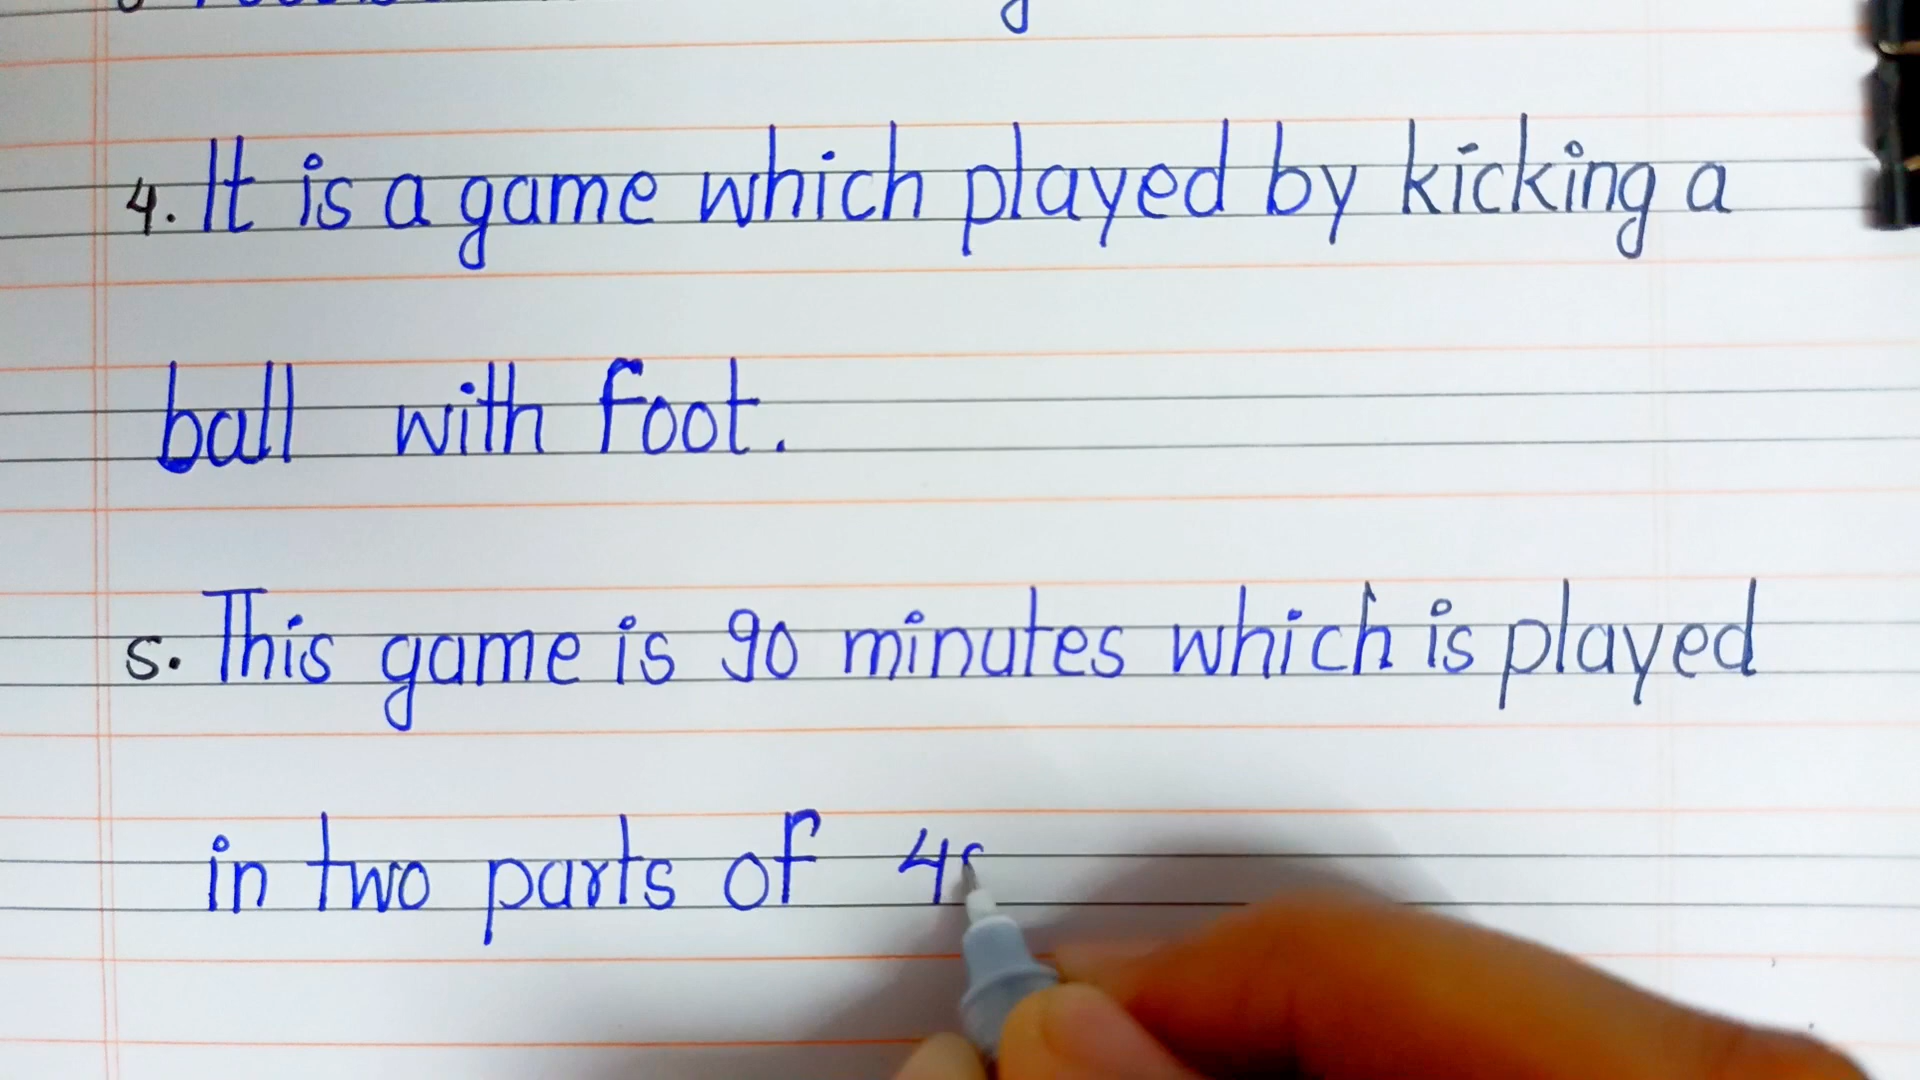 4. It is a game which played by kicking a
ball with foot.
5. This game is 90 minutes which is played
in two parts of 4